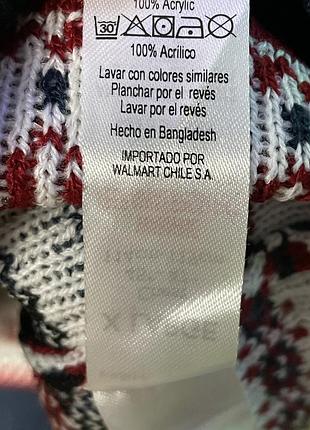 100% Acrylic
30
100% Acrílico
Lavar con colores similares
Planchar por el revés
Lavar por el revés
Hecho en Bangladesh
IMPORTADO POR
WALMART CHILE S.A.